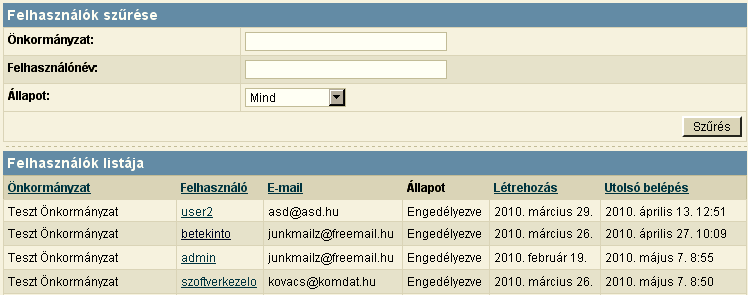 Felhasználók szűrése
Önkormányzat:
Felhasználónév:
Állapot: Mind
Szűrés
Felhasználók listája
Önkormányzat Felhasználó E-mail Állapot Létrehozás Utolsó belépés
Teszt Önkormányzat user2 asd@asd.hu Engedélyezve 2010. március 29. 2010. április 13. 12:51
Teszt Önkormányzat betekinto junkmailz@freemail.hu Engedélyezve 2010. március 26. 2010. április 27. 10:09
Teszt Önkormányzat admin junkmailz@freemail.hu Engedélyezve 2010. február 19. 2010. május 7. 8:55
Teszt Önkormányzat szoftverkezelo kovacs@komdat.hu Engedélyezve 2010. március 26. 2010. május 7. 8:50